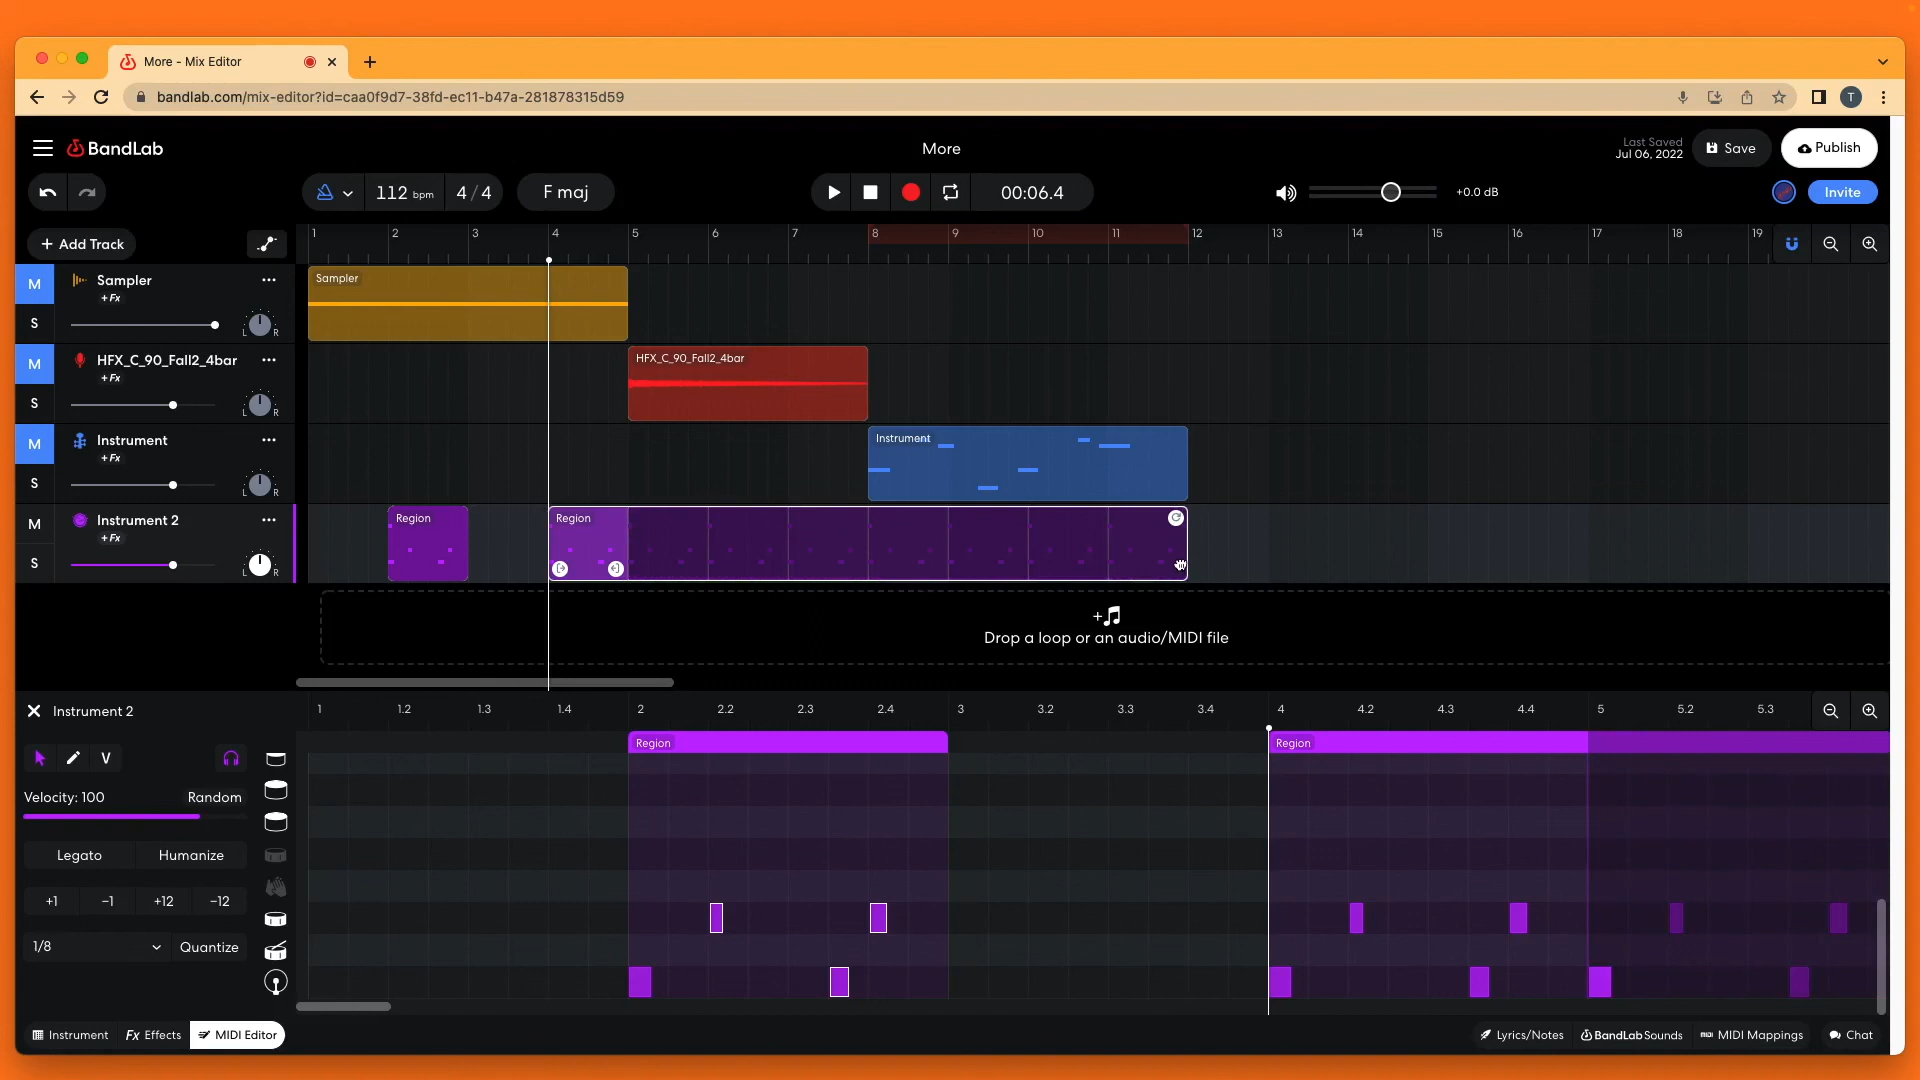 More - Mix Editor
bandlab.com/mix-editor?id=caa0f9d7-38fd-ec11-b47a-281878315d59
T
BandLab
More
Last Saved
Jul 06, 2022
Save
Publish
112 bpm
4 / 4
F maj
00:06.4
+0.0 dB
Invite
+ Add Track
1 2 3 4 5 6 7 8 9 10 11 12 13 14 15 16 17 18 19
M
Sampler
+Fx
S
L R
Sampler
M
HFX_C_90_Fall2_4bar
+Fx
S
L R
HFX_C_90_Fall2_4bar
M
Instrument
+Fx
S
L R
Instrument
M
Instrument 2
+Fx
S
L R
Region
Region
Drop a loop or an audio/MIDI file
Instrument 2
1 1.2 1.3 1.4 2 2.2 2.3 2.4 3 3.2 3.3 3.4 4 4.2 4.3 4.4 5 5.2 5.3
Region
Region
V
Velocity: 100 Random
Legato Humanize
+1 -1 +12 -12
1/8 Quantize
Instrument
Fx Effects
MIDI Editor
Lyrics/Notes
BandLab Sounds
MIDI MIDI Mappings
Chat